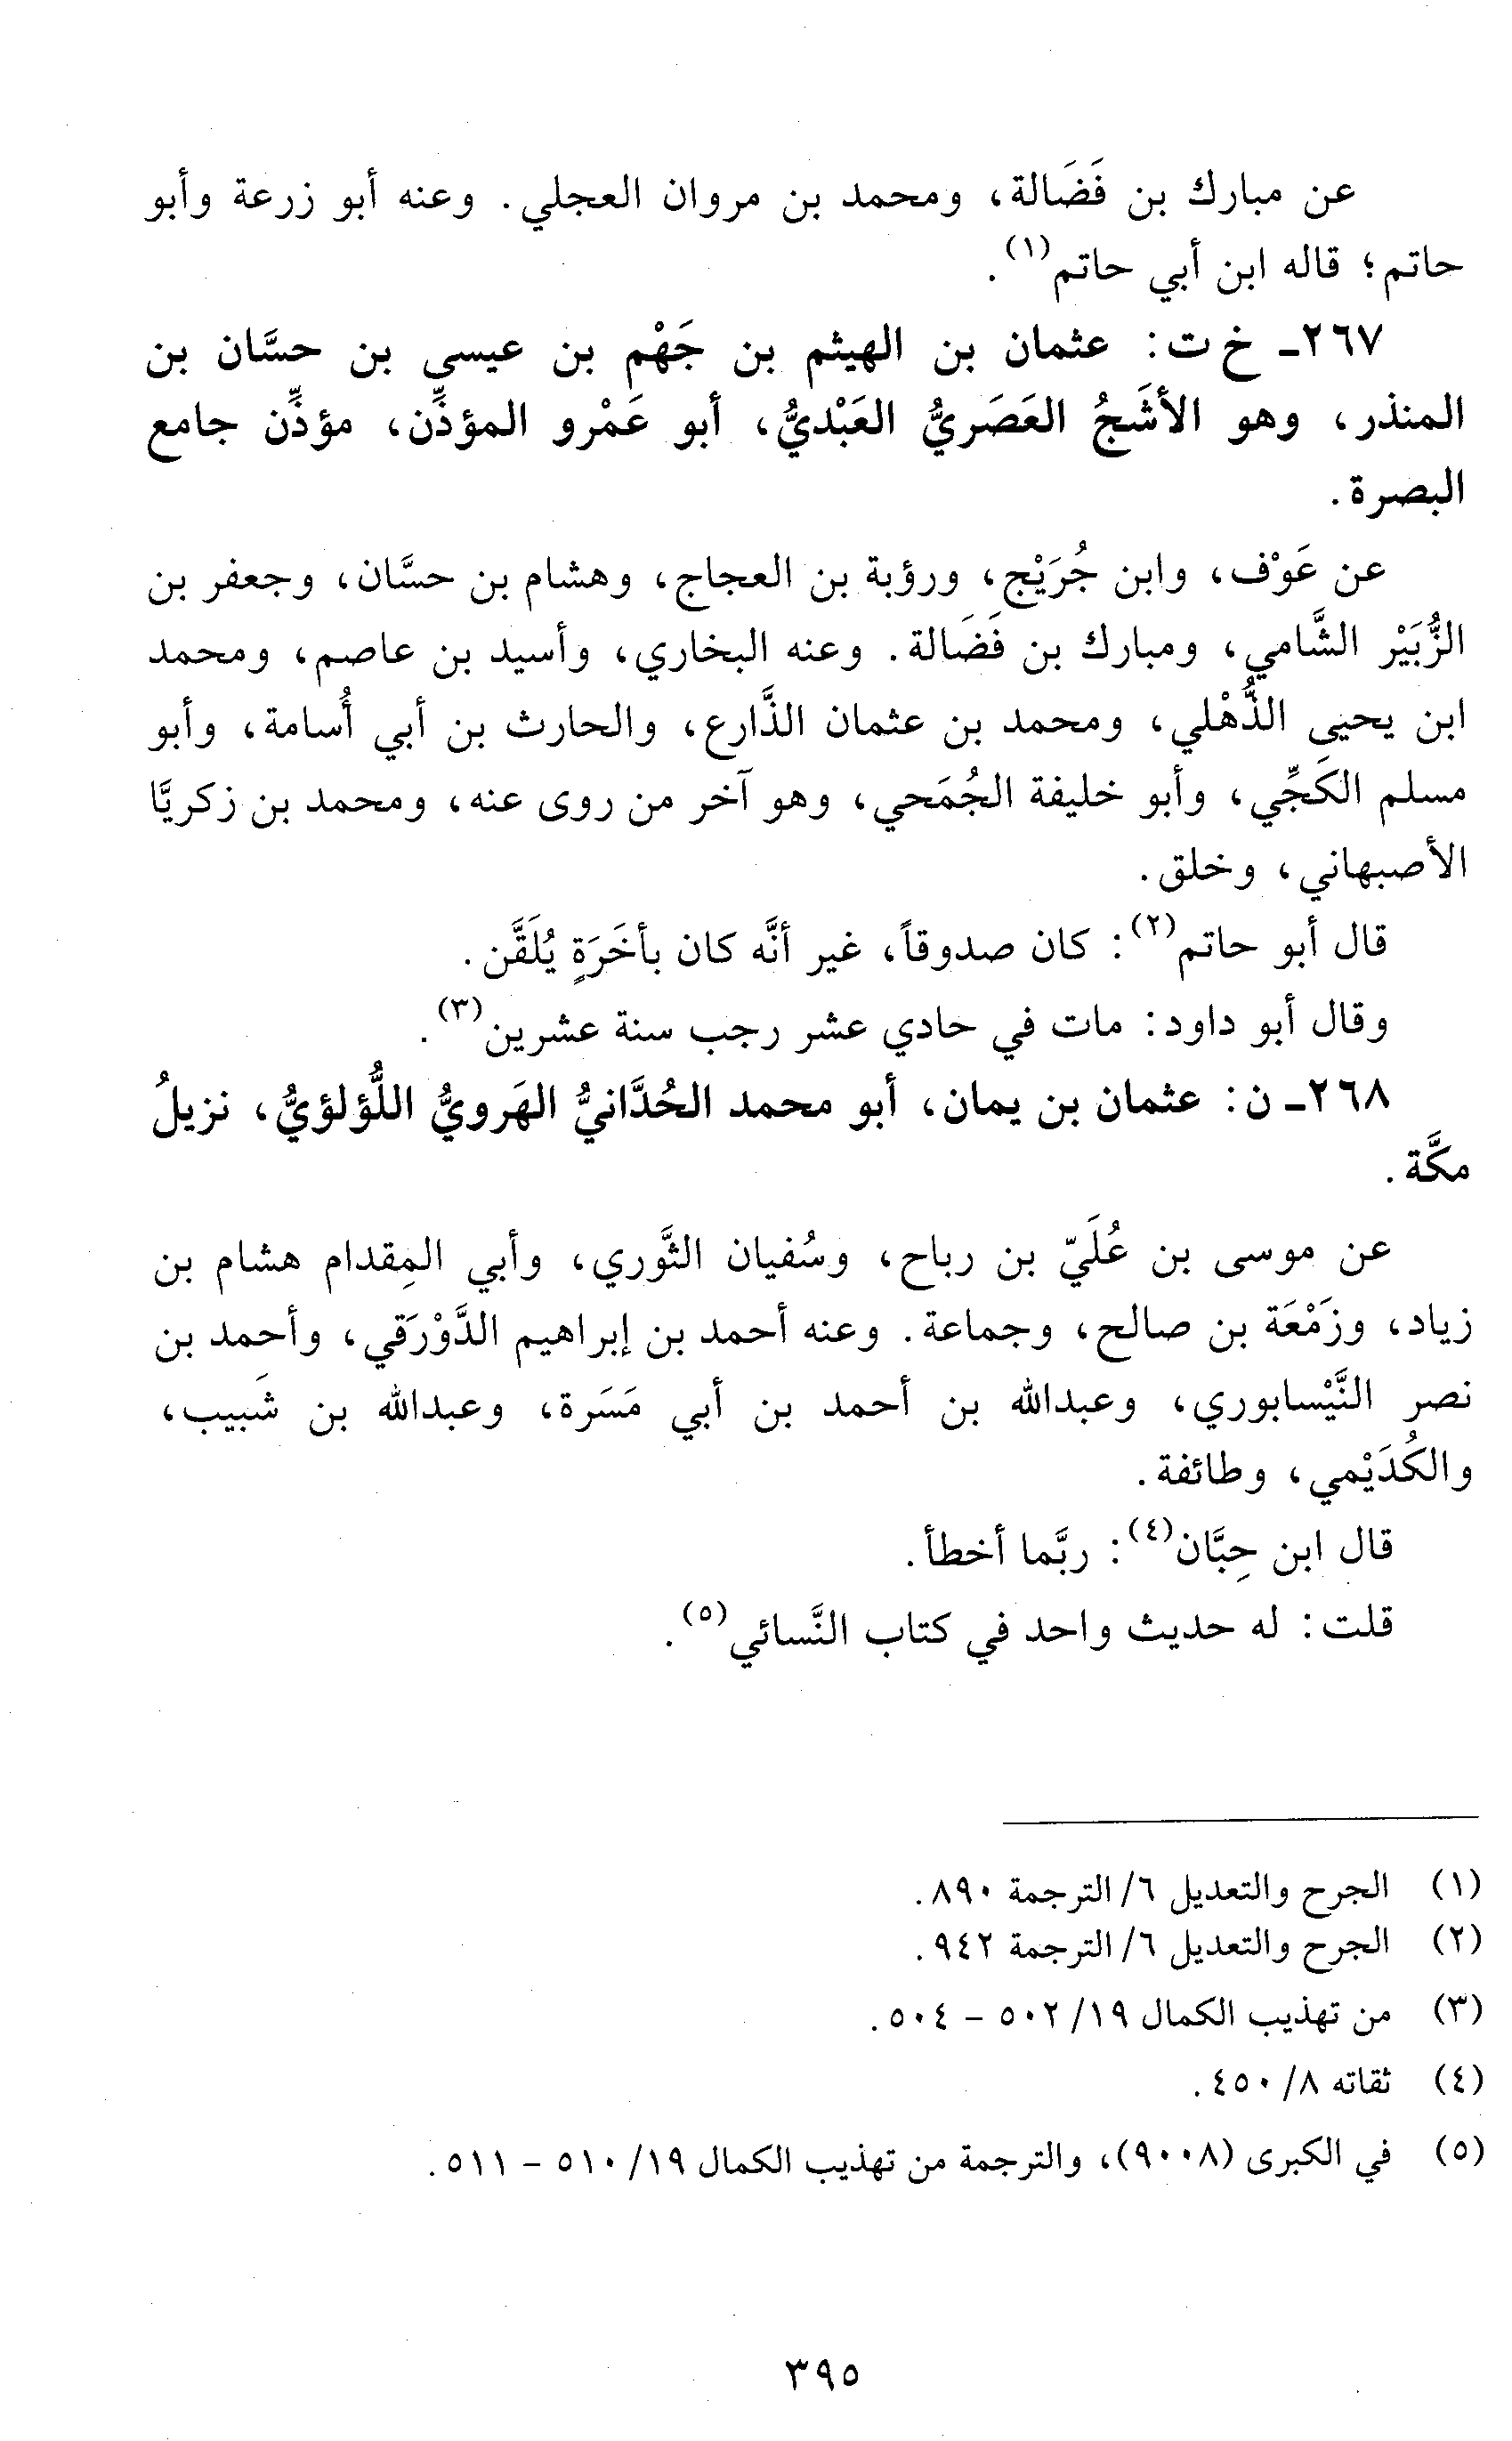 عن مبارك بن فَضَالة، ومحمد بن مروان العجلي. وعنه أبو زرعة وأبو
حاتم؛ قاله ابن أبي حاتم(١).
٢٦٧ـ خ ت: عثمان بن الهيثم بن جَهْم بن عيسى بن حسَّان بن
المنذر، وهو الأشَجُ العَصَريُّ العَبْديُّ، أبو عَمْرو المؤذِّن، مؤذِّن جامع
البصرة.
عن عَوْف، وابن جُرَيْج، ورؤبة بن العجاج، وهشام بن حسَّان، وجعفر بن
الزُّبَيْر الشَّامي، ومبارك بن فَضَالة. وعنه البخاري، وأسيد بن عاصم، ومحمد
ابن يحيى الذُّهْلي، ومحمد بن عثمان الذَّارع، والحارث بن أبي أُسامة، وأبو
مسلم الكَجِّي، وأبو خليفة الجُمَحي، وهو آخر من روى عنه، ومحمد بن زكريَّا
الأصبهاني، وخلق.
قال أبو حاتم(٢): كان صدوقاً، غير أنَّه كان بأخَرَةٍ يُلَقَّن.
وقال أبو داود: مات في حادي عشر رجب سنة عشرين(٣).
٢٦٨ـ ن: عثمان بن يمان، أبو محمد الحُدَّانيُّ الهَرويُّ اللُّؤلؤيُّ، نزيلُ
مكَّة.
عن موسى بن عُلَيّ بن رباح، وسُفيان الثَّوري، وأبي المِقدام هشام بن
زياد، وزَمْعَة بن صالح، وجماعة. وعنه أحمد بن إبراهيم الدَّوْرَقي، وأحمد بن
نصر النَّيْسابوري، وعبدالله بن أحمد بن أبي مَسَرة، وعبدالله بن شَبيب،
والكُدَيْمي، وطائفة.
قال ابن حِبَّان(٤): ربَّما أخطأ.
قلت: له حديث واحد في كتاب النَّسائي(٥).
(١) الجرح والتعديل ٦/ الترجمة ٨٩٠.
(٢) الجرح والتعديل ٦/ الترجمة ٩٤٢.
(٣) من تهذيب الكمال ١٩/ ٥٠٢ – ٥٠٤.
(٤) ثقاته ٨/ ٤٥٠.
(٥) في الكبرى (٩٠٠٨)، والترجمة من تهذيب الكمال ١٩/ ٥١٠ – ٥١١.
٣٩٥